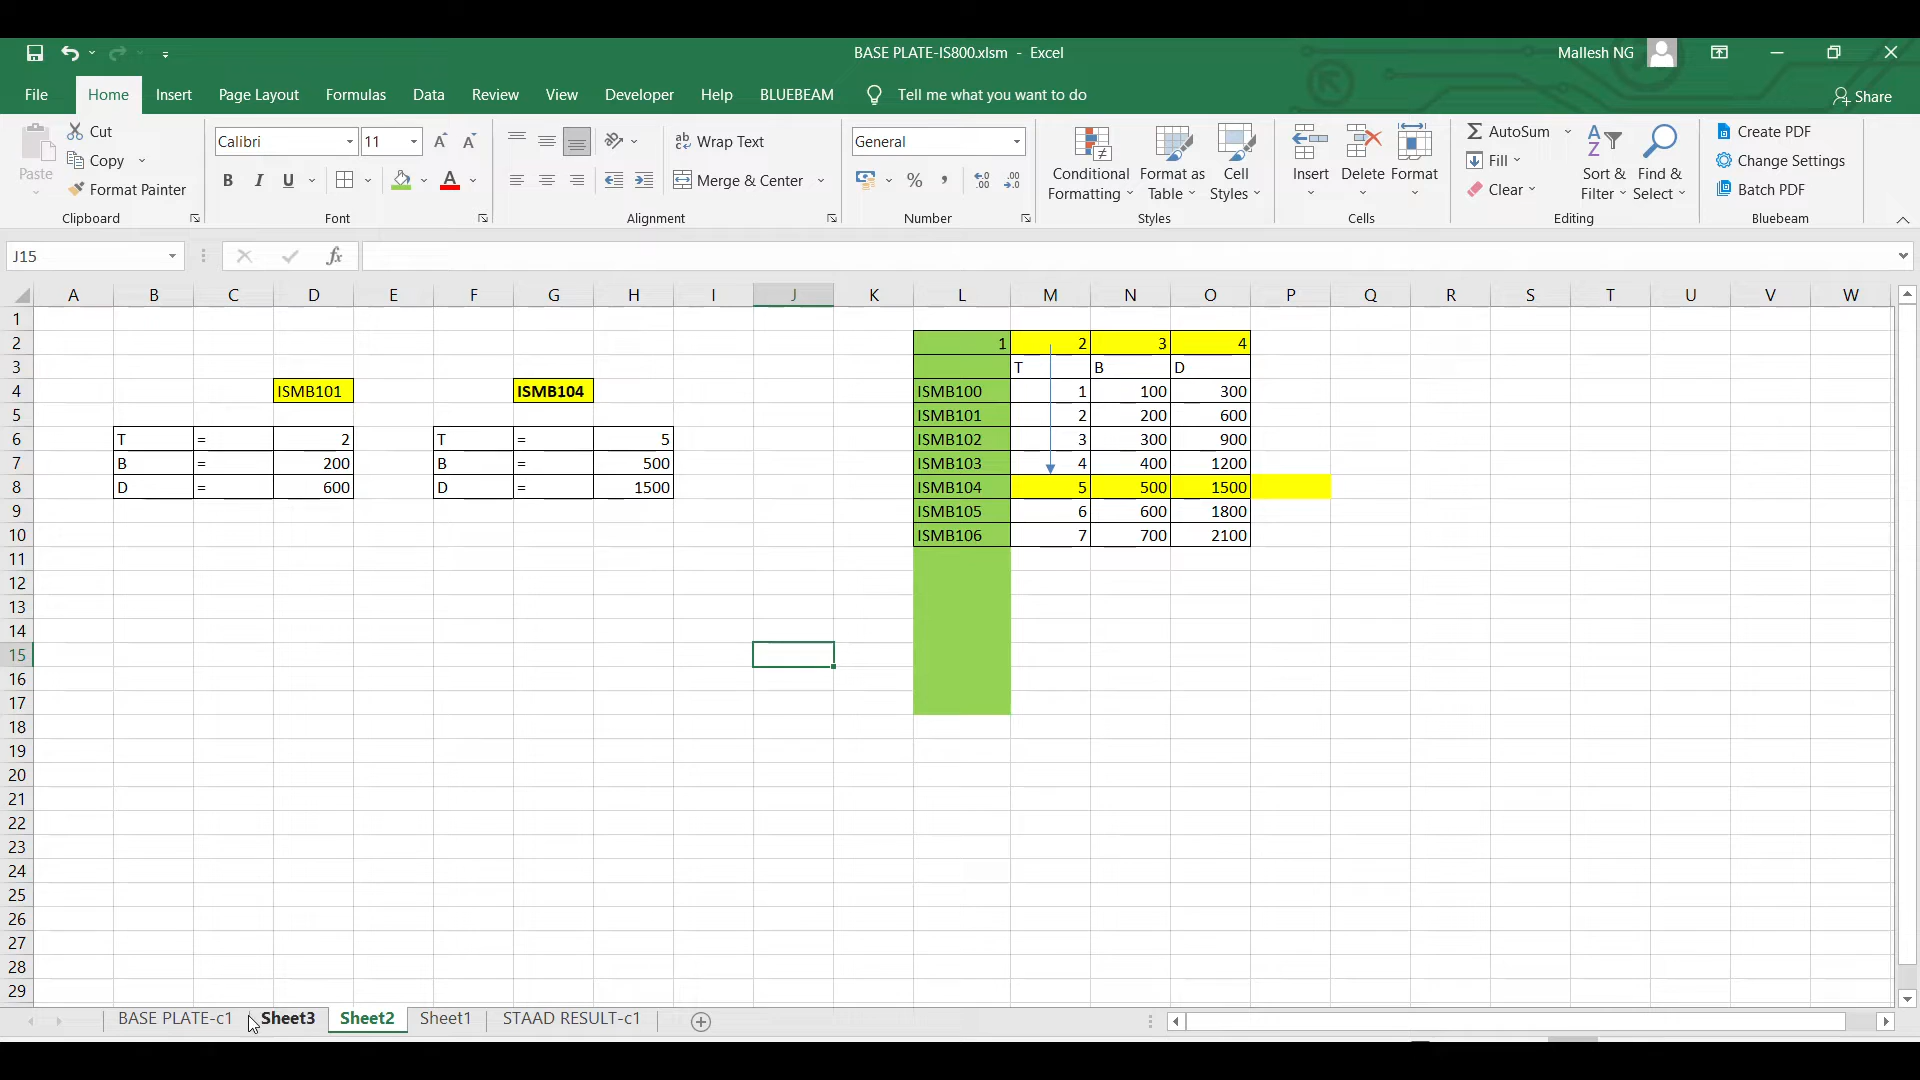 BASE PLATE-IS800.xlsm - Excel
Mallesh NG
File Home Insert Page Layout Formulas Data Review View Developer Help BLUEBEAM Tell me what you want to do Share
Paste
Cut
Copy
Format Painter
Clipboard
Calibri 11
B I U
Font
Wrap Text
Merge & Center
Alignment
General
Number
Conditional Formatting
Format as Table
Cell Styles
Styles
Insert Delete Format
Cells
AutoSum
Fill
Clear
Sort & Filter
Find & Select
Editing
Create PDF
Change Settings
Batch PDF
Bluebeam
J15 fx
A B C D E F G H I J K L M N O P Q R S T U V W
1
2 1 2 3 4
3 T B D
4 ISMB101 ISMB104 ISMB100 1 100 300
5 ISMB101 2 200 600
6 T = 2 T = 5 ISMB102 3 300 900
7 B = 200 B = 500 ISMB103 4 400 1200
8 D = 600 D = 1500 ISMB104 5 500 1500
9 ISMB105 6 600 1800
10 ISMB106 7 700 2100
11
12
13
14
15
16
17
18
19
20
21
22
23
24
25
26
27
28
29
BASE PLATE-c1 Sheet3 Sheet2 Sheet1 STAAD RESULT-c1